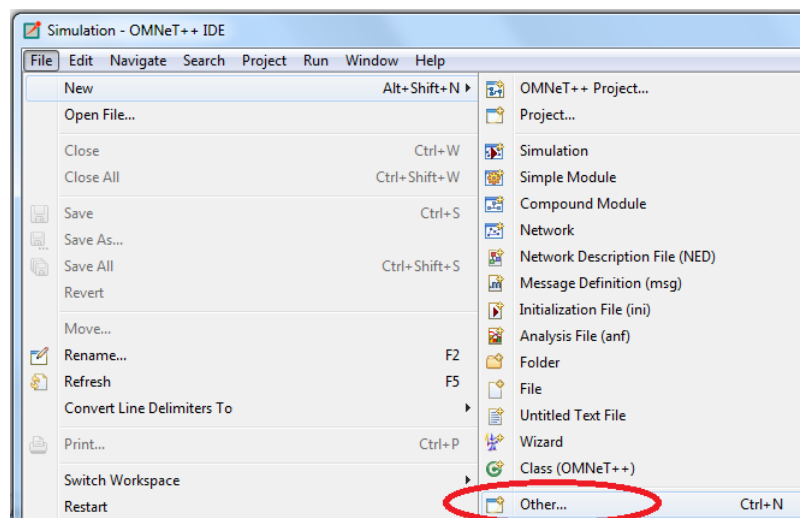 Simulation - OMNeT++ IDE
File Edit Navigate Search Project Run Window Help
New Alt+Shift+N
Open File...
Close Ctrl+W
Close All Ctrl+Shift+W
Save Ctrl+S
Save As...
Save All Ctrl+Shift+S
Revert
Move...
Rename... F2
Refresh F5
Convert Line Delimiters To
Print... Ctrl+P
Switch Workspace
Restart
OMNeT++ Project...
Project...
Simulation
Simple Module
Compound Module
Network
Network Description File (NED)
Message Definition (msg)
Initialization File (ini)
Analysis File (anf)
Folder
File
Untitled Text File
Wizard
Class (OMNeT++)
Other... Ctrl+N